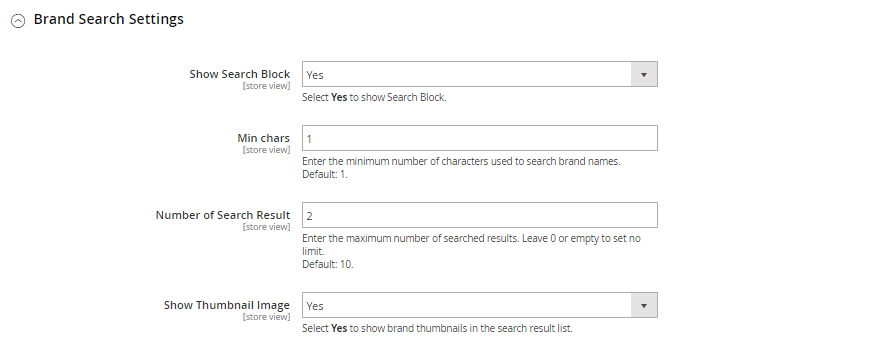 Brand Search Settings
Show Search Block
[store view]
Yes
Select Yes to show Search Block.
Min chars
[store view]
1
Enter the minimum number of characters used to search brand names.
Default: 1.
Number of Search Result
[store view]
2
Enter the maximum number of searched results. Leave 0 or empty to set no
limit.
Default: 10.
Show Thumbnail Image
[store view]
Yes
Select Yes to show brand thumbnails in the search result list.